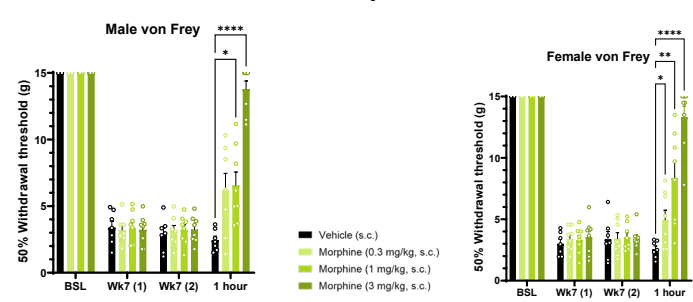 Male von Frey
****
*
50% Withdrawal threshold (g)
15
10
5
0
BSL
Wk7 (1)
Wk7 (2)
1 hour
Vehicle (s.c.)
Morphine (0.3 mg/kg, s.c.)
Morphine (1 mg/kg, s.c.)
Morphine (3 mg/kg, s.c.)
Female von Frey
****
**
*
50% Withdrawal threshold (g)
15
10
5
0
BSL
Wk7 (1)
Wk7 (2)
1 hour